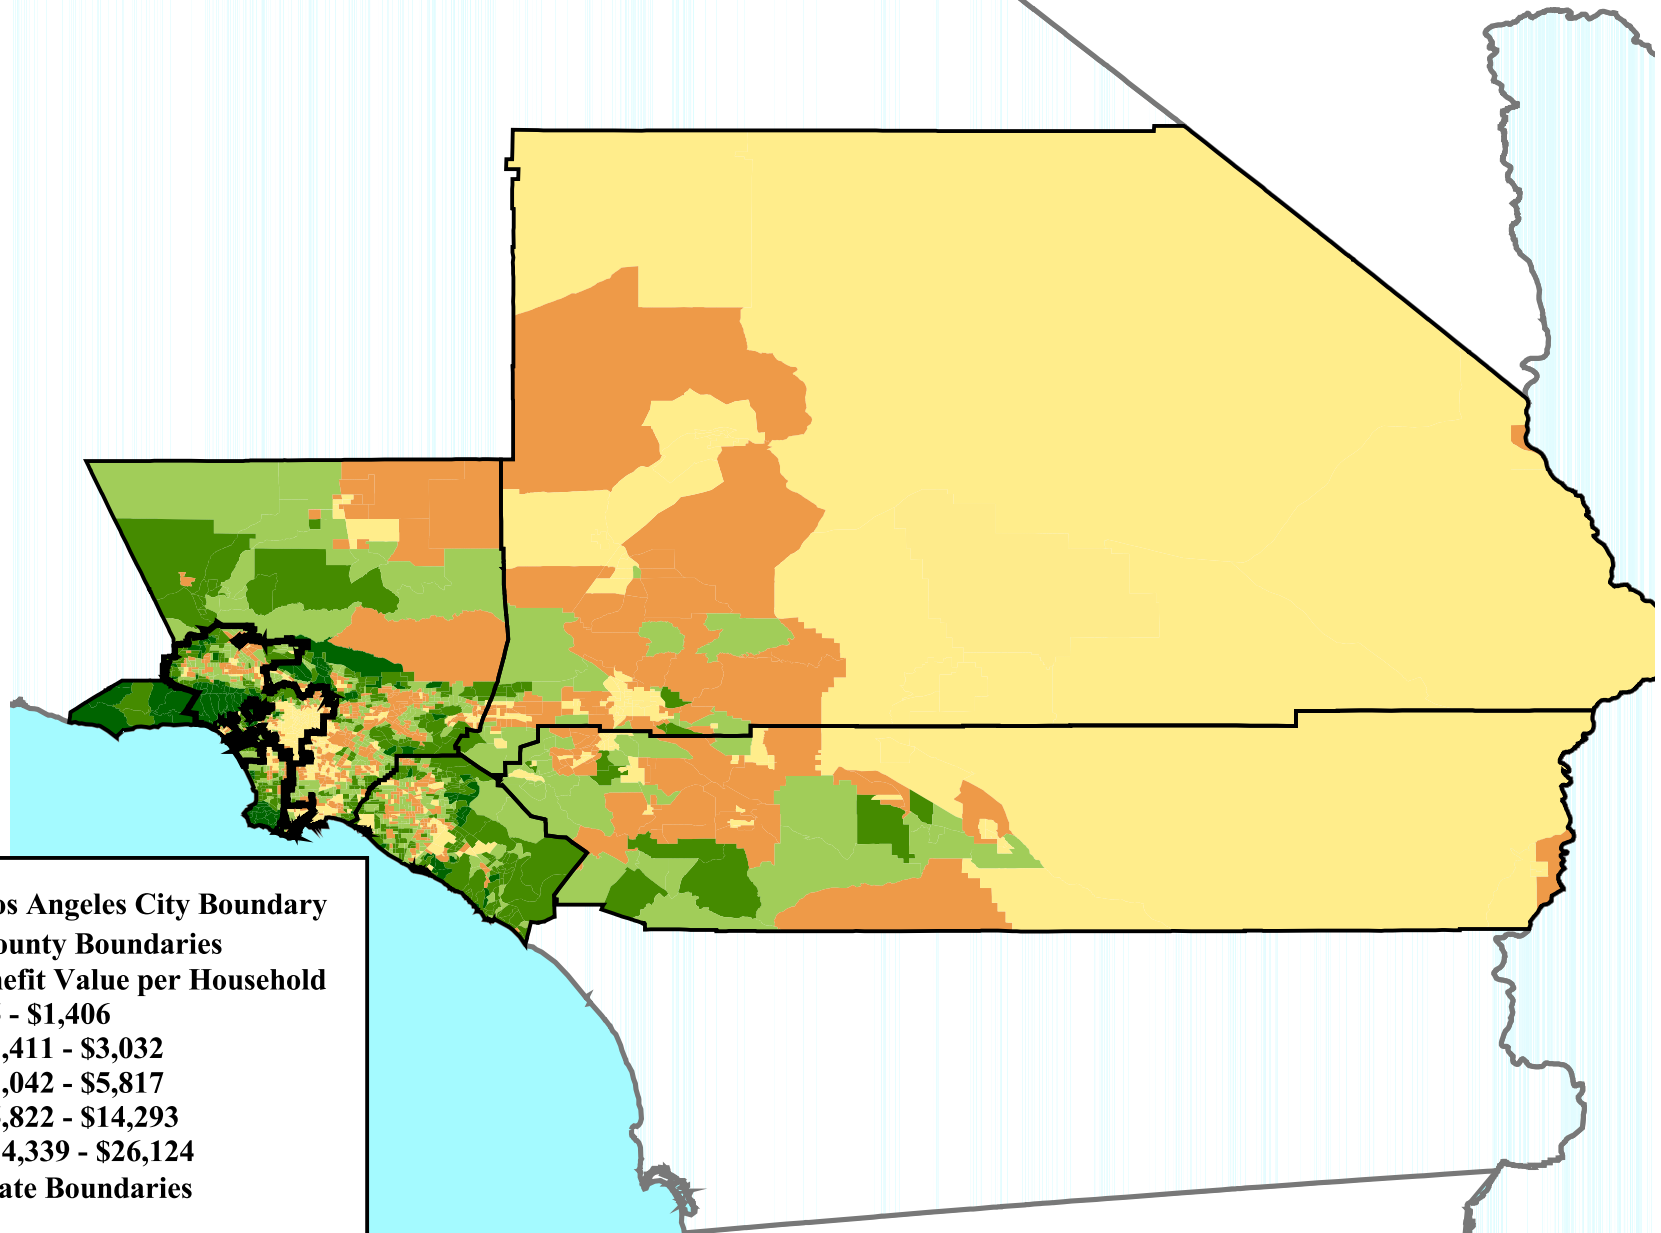 os Angeles City Boundary
ounty Boundaries
nefit Value per Household
- $1,406
,411 - $3,032
,042 - $5,817
,822 - $14,293
4,339 - $26,124
ate Boundaries